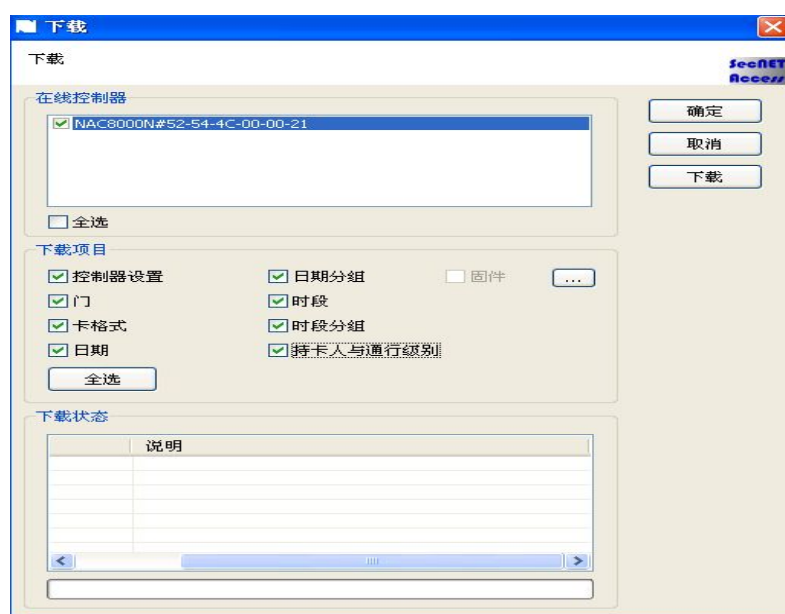 下载
下载
SecNET
Access
在线控制器
NAC8000N#52-54-4C-00-00-21
全选
确定
取消
下载
下载项目
控制器设置 日期分组 固件 ...
门 时段
卡格式 时段分组
日期 持卡人与通行级别
全选
下载状态
说明